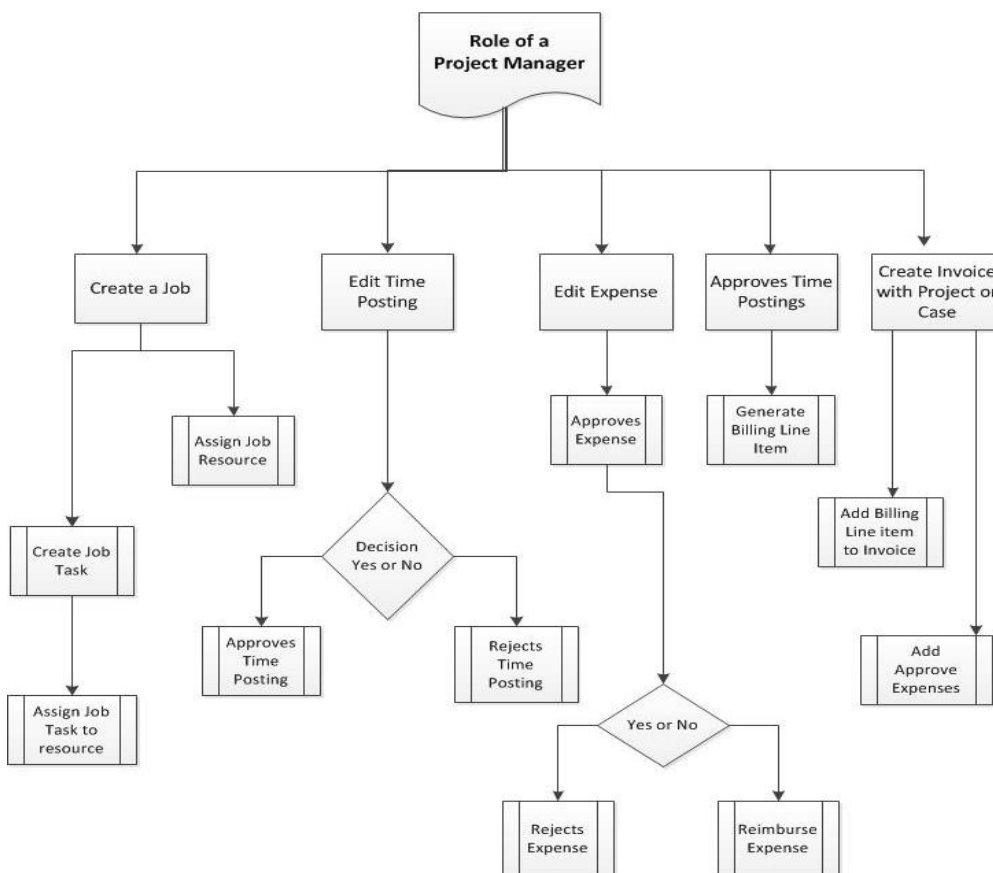 Role of a
Project Manager
Create a Job
Edit Time
Posting
Edit Expense
Approves Time
Postings
Create Invoice
with Project or
Case
Assign Job
Resource
Approves
Expense
Generate
Billing Line
Item
Create Job
Task
Decision
Yes or No
Add Billing
Line item
to Invoice
Approves
Time
Posting
Rejects
Time
Posting
Add
Approve
Expenses
Assign Job
Task to
resource
Yes or No
Rejects
Expense
Reimburse
Expense